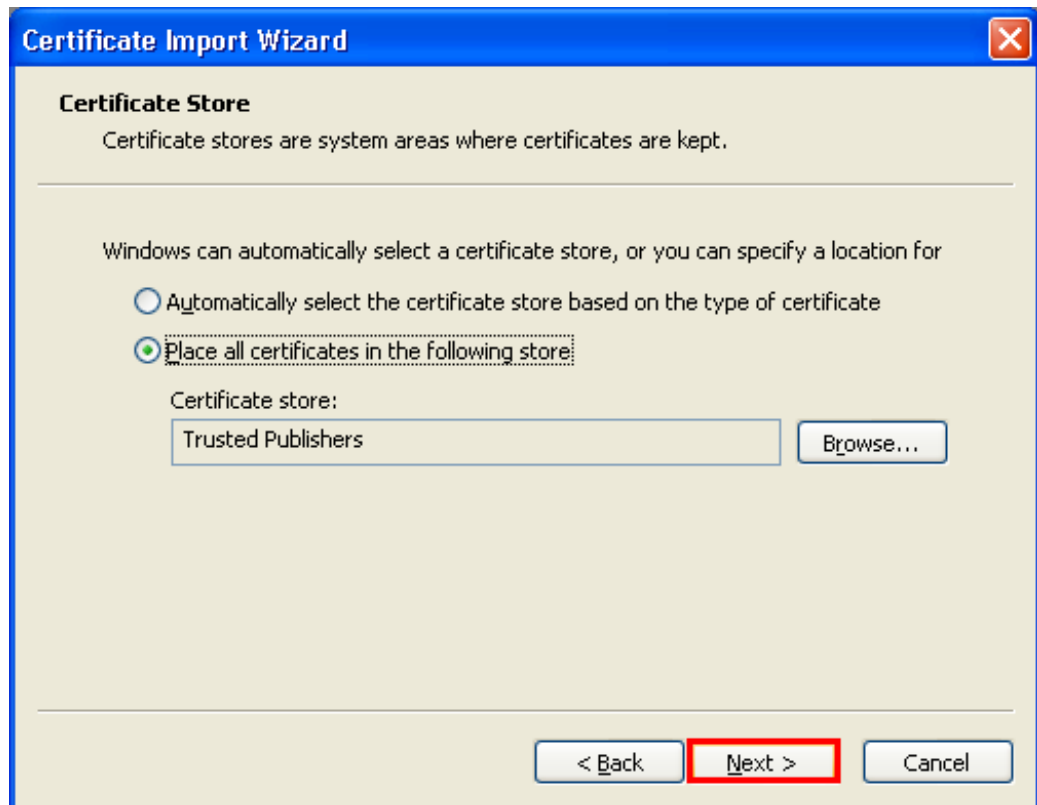 Certificate Import Wizard
Certificate Store
Certificate stores are system areas where certificates are kept.
Windows can automatically select a certificate store, or you can specify a location for
Automatically select the certificate store based on the type of certificate
Place all certificates in the following store
Certificate store:
Trusted Publishers
Browse...
< Back Next > Cancel